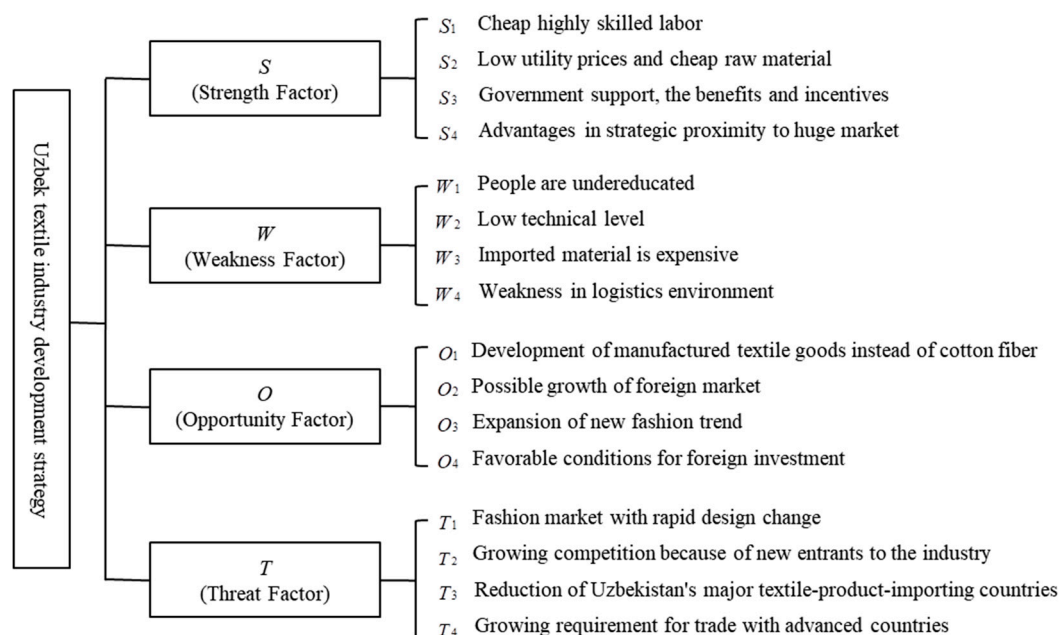 Uzbek textile industry development strategy
S
(Strength Factor)
S1 Cheap highly skilled labor
S2 Low utility prices and cheap raw material
S3 Government support, the benefits and incentives
S4 Advantages in strategic proximity to huge market
W
(Weakness Factor)
W1 People are undereducated
W2 Low technical level
W3 Imported material is expensive
W4 Weakness in logistics environment
O
(Opportunity Factor)
O1 Development of manufactured textile goods instead of cotton fiber
O2 Possible growth of foreign market
O3 Expansion of new fashion trend
O4 Favorable conditions for foreign investment
T
(Threat Factor)
T1 Fashion market with rapid design change
T2 Growing competition because of new entrants to the industry
T3 Reduction of Uzbekistan's major textile-product-importing countries
T4 Growing requirement for trade with advanced countries